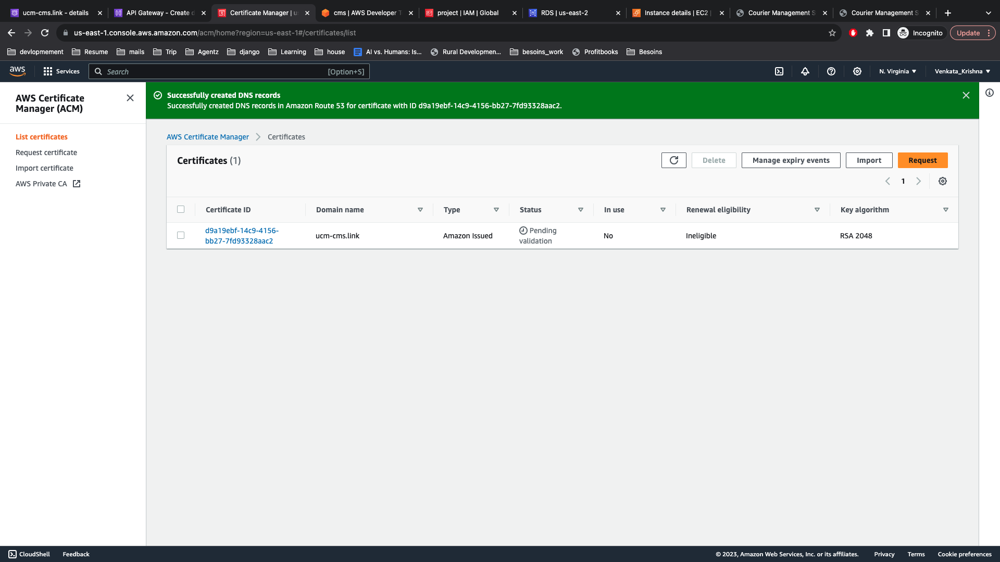 ucm-cms.link - details
API Gateway - Create d
Certificate Manager | us
cms | AWS Developer T
project | IAM | Global
RDS | us-east-2
Instance details | EC2 |
Courier Management S
Courier Management S
us-east-1.console.aws.amazon.com/acm/home?region=us-east-1#/certificates/list
Incognito
Update
devlopmement
Resume
mails
Trip
Agentz
django
Learning
house
AI vs. Humans: Is...
Rural Developmen...
besoins_work
Profitbooks
Besoins
aws
Services
Search
[Option+S]
N. Virginia
Venkata_Krishna
AWS Certificate
Manager (ACM)
List certificates
Request certificate
Import certificate
AWS Private CA
Successfully created DNS records
Successfully created DNS records in Amazon Route 53 for certificate with ID d9a19ebf-14c9-4156-bb27-7fd93328aac2.
AWS Certificate Manager
Certificates
Certificates (1)
Delete
Manage expiry events
Import
Request
1
Certificate ID
Domain name
Type
Status
In use
Renewal eligibility
Key algorithm
d9a19ebf-14c9-4156-
bb27-7fd93328aac2
ucm-cms.link
Amazon Issued
Pending
validation
No
Ineligible
RSA 2048
CloudShell
Feedback
© 2023, Amazon Web Services, Inc. or its affiliates.
Privacy
Terms
Cookie preferences